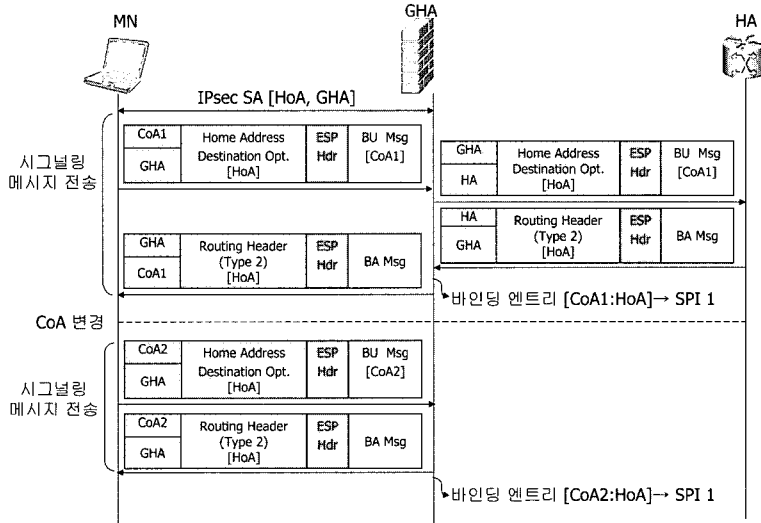 MN
GHA
HA
IPsec SA [HoA, GHA]
시그널링
메시지 전송
CoA1
GHA
Home Address
Destination Opt.
[HoA]
ESP
Hdr
BU Msg
[CoA1]
GHA
HA
Home Address
Destination Opt.
[HoA]
ESP
Hdr
BU Msg
[CoA1]
HA
GHA
Routing Header
(Type 2)
[HoA]
ESP
Hdr
BA Msg
GHA
CoA1
Routing Header
(Type 2)
[HoA]
ESP
Hdr
BA Msg
바인딩 엔트리 [CoA1:HoA]→ SPI 1
CoA 변경
시그널링
메시지 전송
CoA2
GHA
Home Address
Destination Opt.
[HoA]
ESP
Hdr
BU Msg
[CoA2]
CoA2
GHA
Routing Header
(Type 2)
[HoA]
ESP
Hdr
BA Msg
바인딩 엔트리 [CoA2:HoA]→ SPI 1